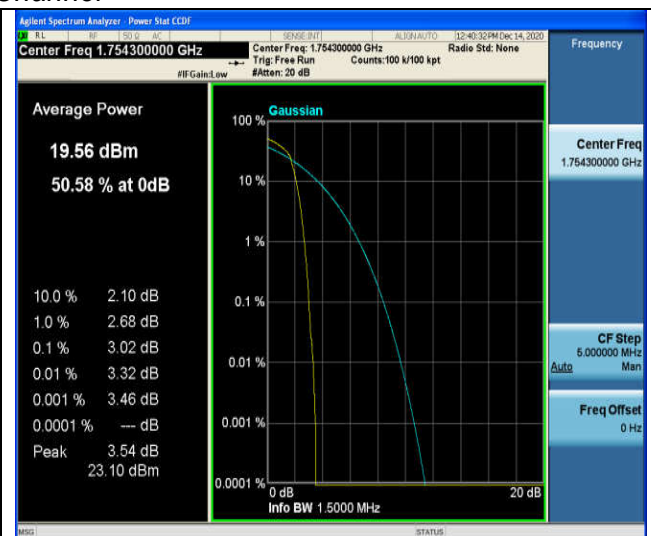 Channel
Agilent Spectrum Analyzer - Power Stat CCDF
RL RF 50 Ω AC SENSE:INT ALIGNAUTO 12:40:32 PM Dec 14, 2020
Center Freq 1.754300000 GHz
Center Freq: 1.754300000 GHz Radio Std: None
Trig: Free Run Counts:100 k/100 kpt
#IFGain:Low #Atten: 20 dB
Frequency
Average Power
19.56 dBm
50.58 % at 0dB
10.0 % 2.10 dB
1.0 % 2.68 dB
0.1 % 3.02 dB
0.01 % 3.32 dB
0.001 % 3.46 dB
0.0001 % --- dB
Peak 3.54 dB
23.10 dBm
Gaussian
100 %
10 %
1 %
0.1 %
0.01 %
0.001 %
0.0001 %
0 dB 20 dB
Info BW 1.5000 MHz
Center Freq
1.754300000 GHz
CF Step
5.000000 MHz
Auto Man
Freq Offset
0 Hz
MSG STATUS